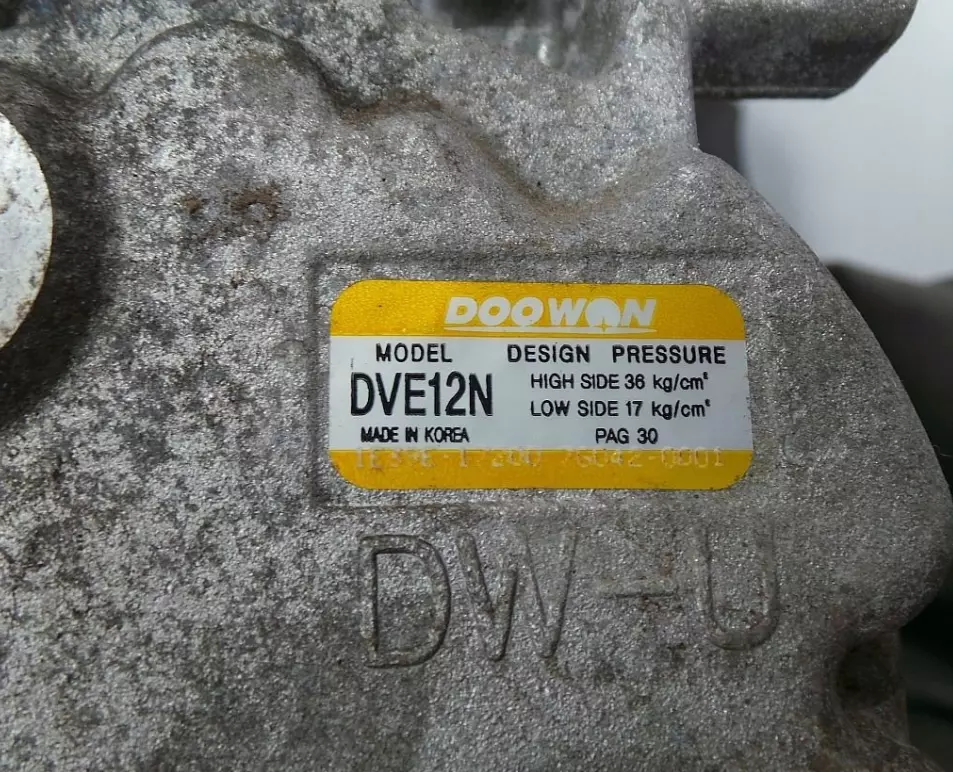 DOOWON
MODEL DESIGN PRESSURE
DVE12N HIGH SIDE 36 kg/cm²
LOW SIDE 17 kg/cm²
MADE IN KOREA PAG 30
DW-U